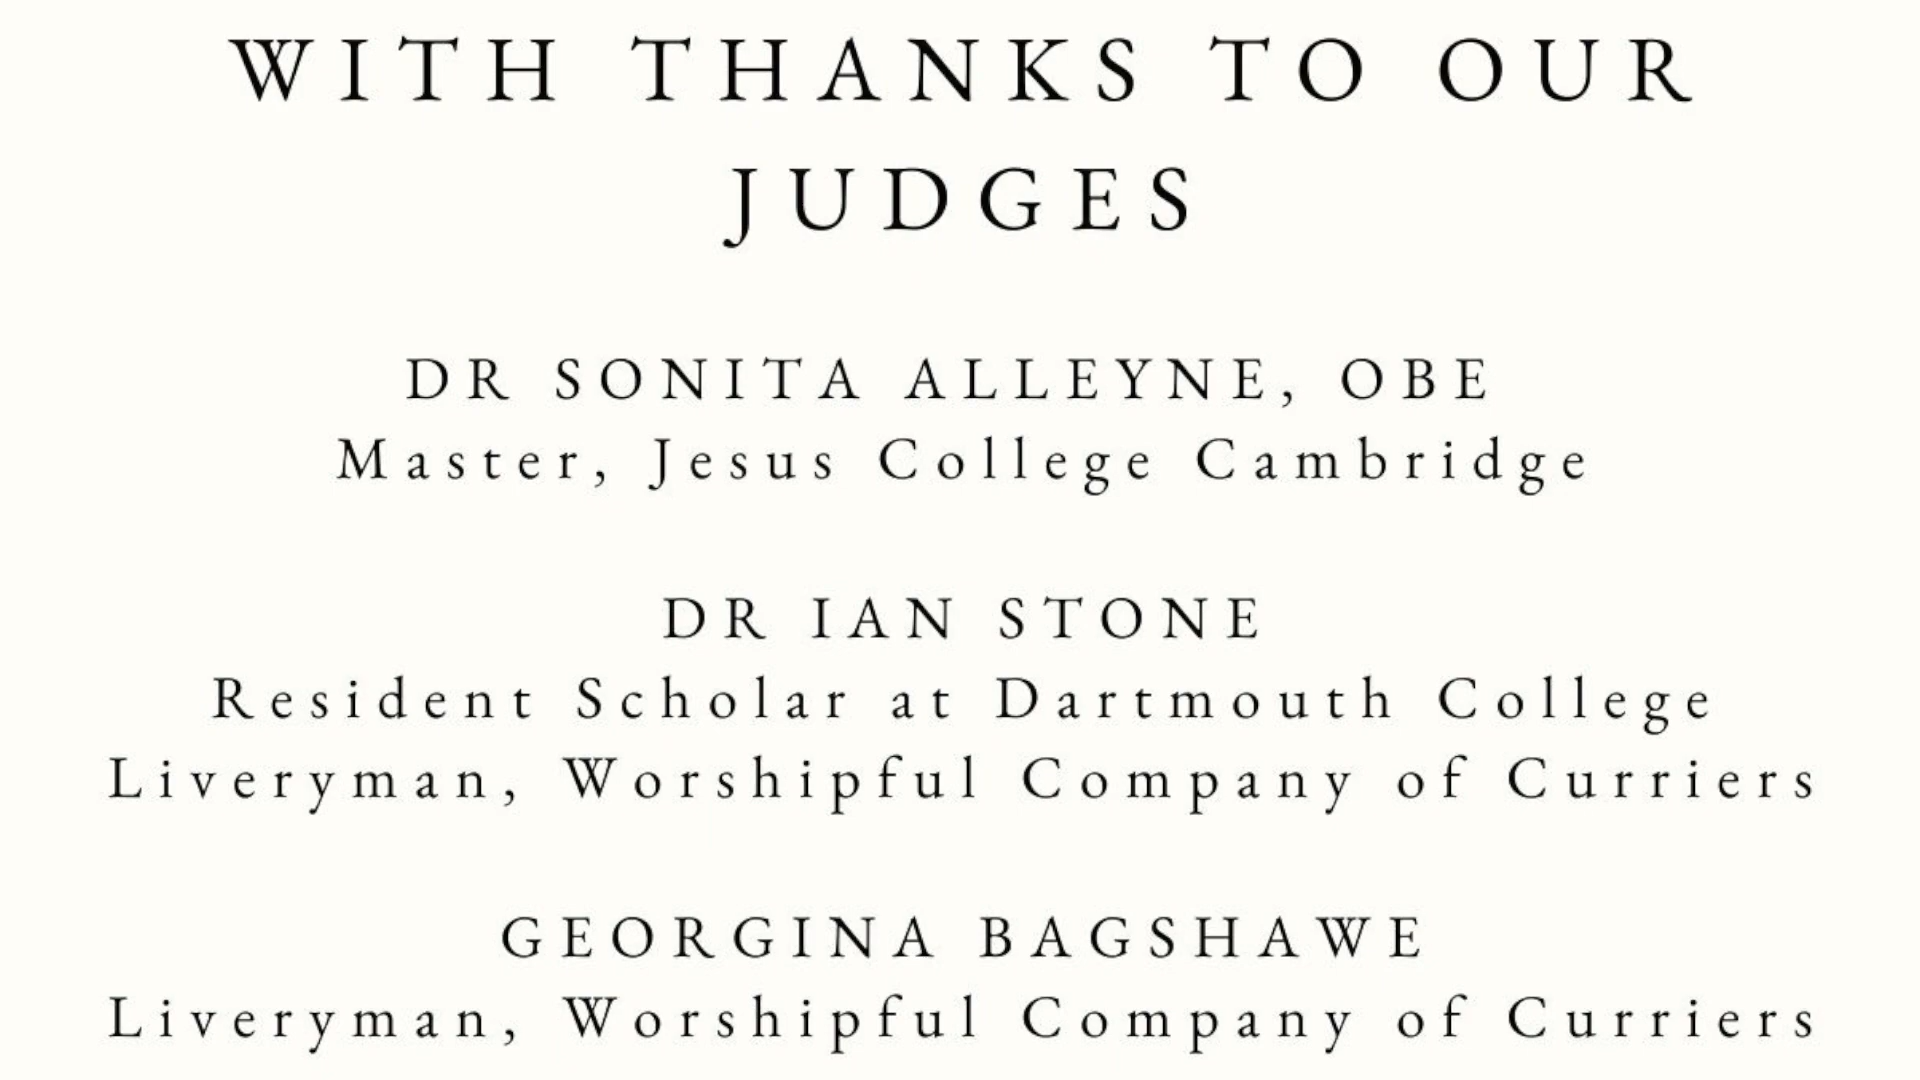 WITH THANKS TO OUR
JUDGES
DR SONITA ALLEYNE, OBE
Master, Jesus College Cambridge
DR IAN STONE
Resident Scholar at Dartmouth College
Liveryman, Worshipful Company of Curriers
GEORGINA BAGSHAWE
Liveryman, Worshipful Company of Curriers